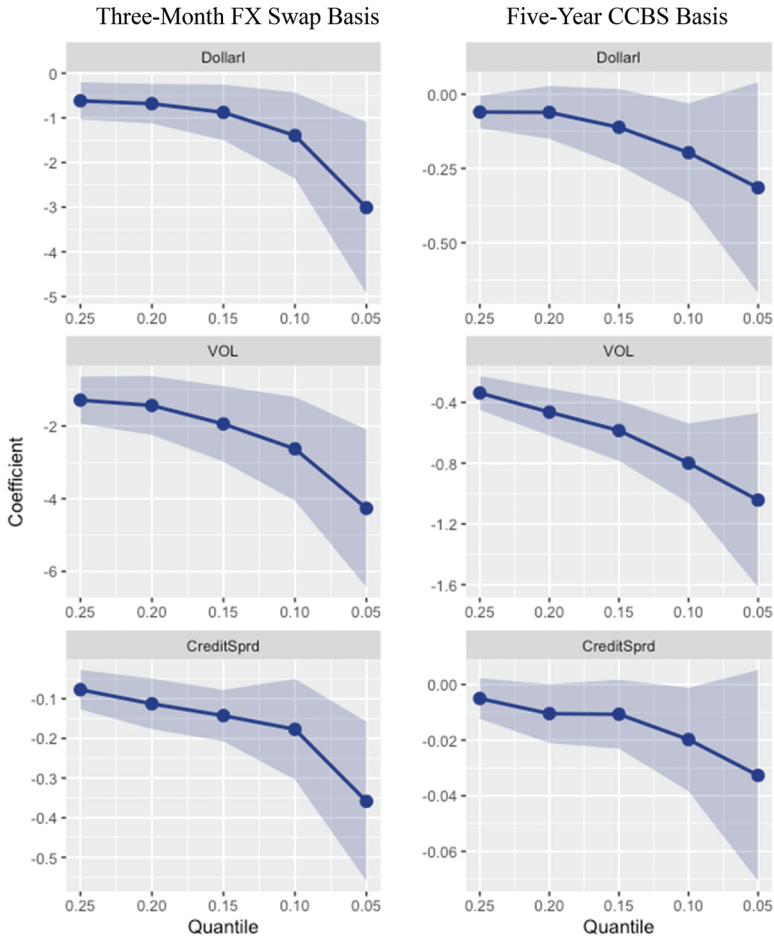 Three-Month FX Swap Basis
Five-Year CCBS Basis
DollarI
DollarI
0
-1
-2
-3
-4
-5
0.00
-0.25
-0.50
0.25 0.20 0.15 0.10 0.05
0.25 0.20 0.15 0.10 0.05
VOL
VOL
-2
-4
-6
-0.4
-0.8
-1.2
-1.6
0.25 0.20 0.15 0.10 0.05
0.25 0.20 0.15 0.10 0.05
Coefficient
CreditSprd
CreditSprd
-0.1
-0.2
-0.3
-0.4
-0.5
0.00
-0.02
-0.04
-0.06
0.25 0.20 0.15 0.10 0.05
0.25 0.20 0.15 0.10 0.05
Quantile
Quantile